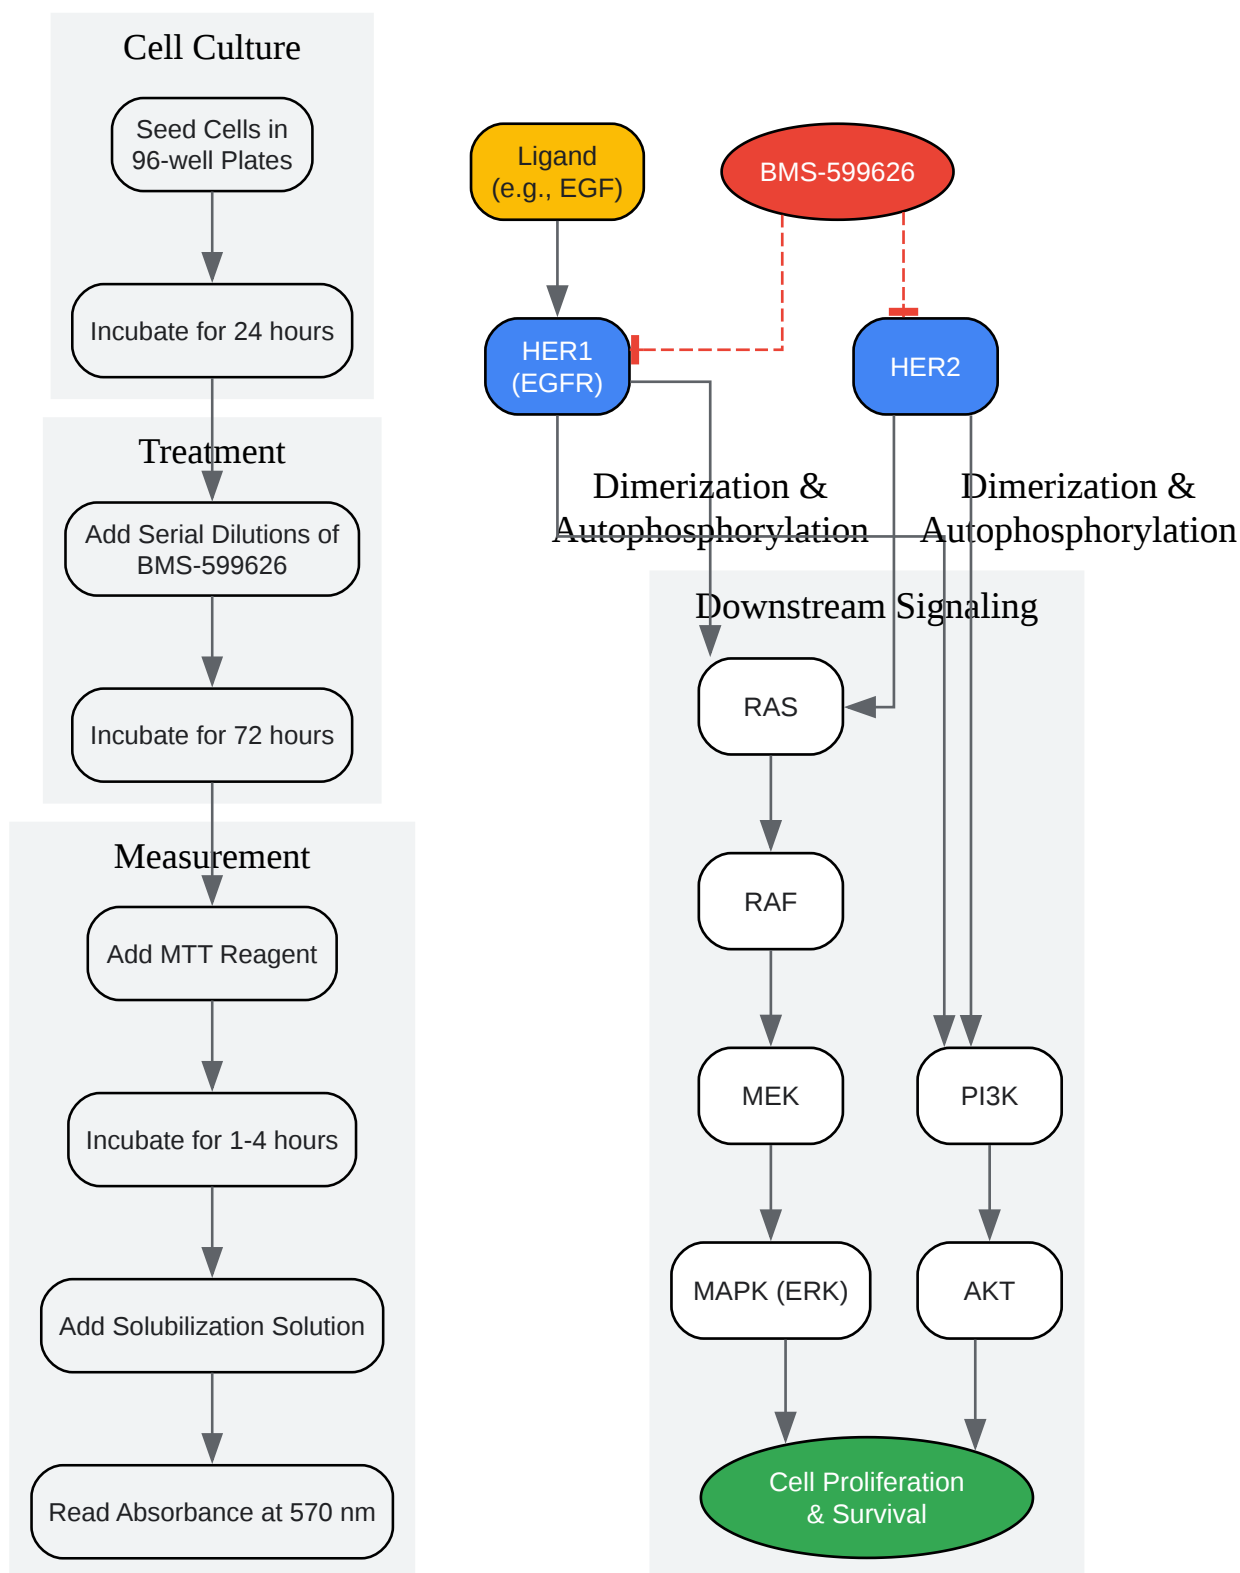 Cell Culture
Seed Cells in
96-well Plates
Incubate for 24 hours
Treatment
Add Serial Dilutions of
BMS-599626
Incubate for 72 hours
Measurement
Add MTT Reagent
Incubate for 1-4 hours
Add Solubilization Solution
Read Absorbance at 570 nm
Ligand
(e.g., EGF)
BMS-599626
HER1
(EGFR)
HER2
Dimerization &
Autophosphorylation
Dimerization &
Autophosphorylation
Downstream Signaling
RAS
RAF
MEK
PI3K
MAPK (ERK)
AKT
Cell Proliferation
& Survival